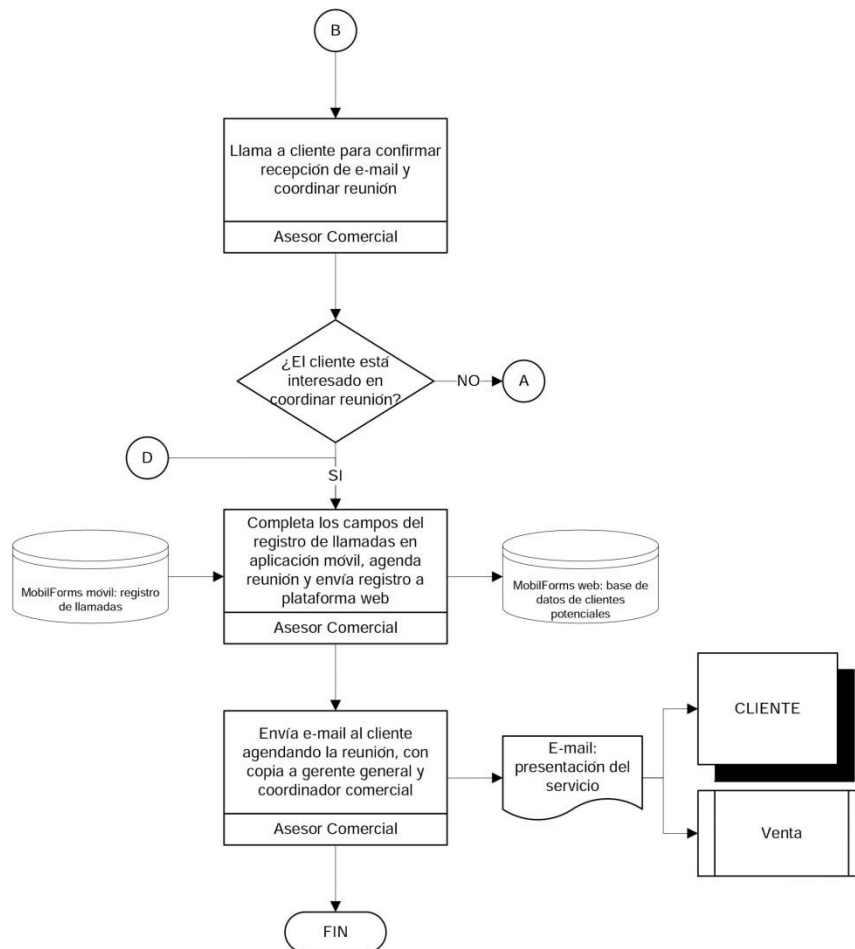 B
Llama a cliente para confirmar
recepción de e-mail y
coordinar reunión
Asesor Comercial
¿El cliente está
interesado en
coordinar reunión?
NO
A
D
SI
Completa los campos del
registro de llamadas en
aplicación móvil, agenda
reunión y envía registro a
plataforma web
Asesor Comercial
MobilForms móvil: registro
de llamadas
MobilForms web: base de
datos de clientes
potenciales
Envía e-mail al cliente
agendando la reunión, con
copia a gerente general y
coordinador comercial
Asesor Comercial
E-mail:
presentación del
servicio
CLIENTE
Venta
FIN